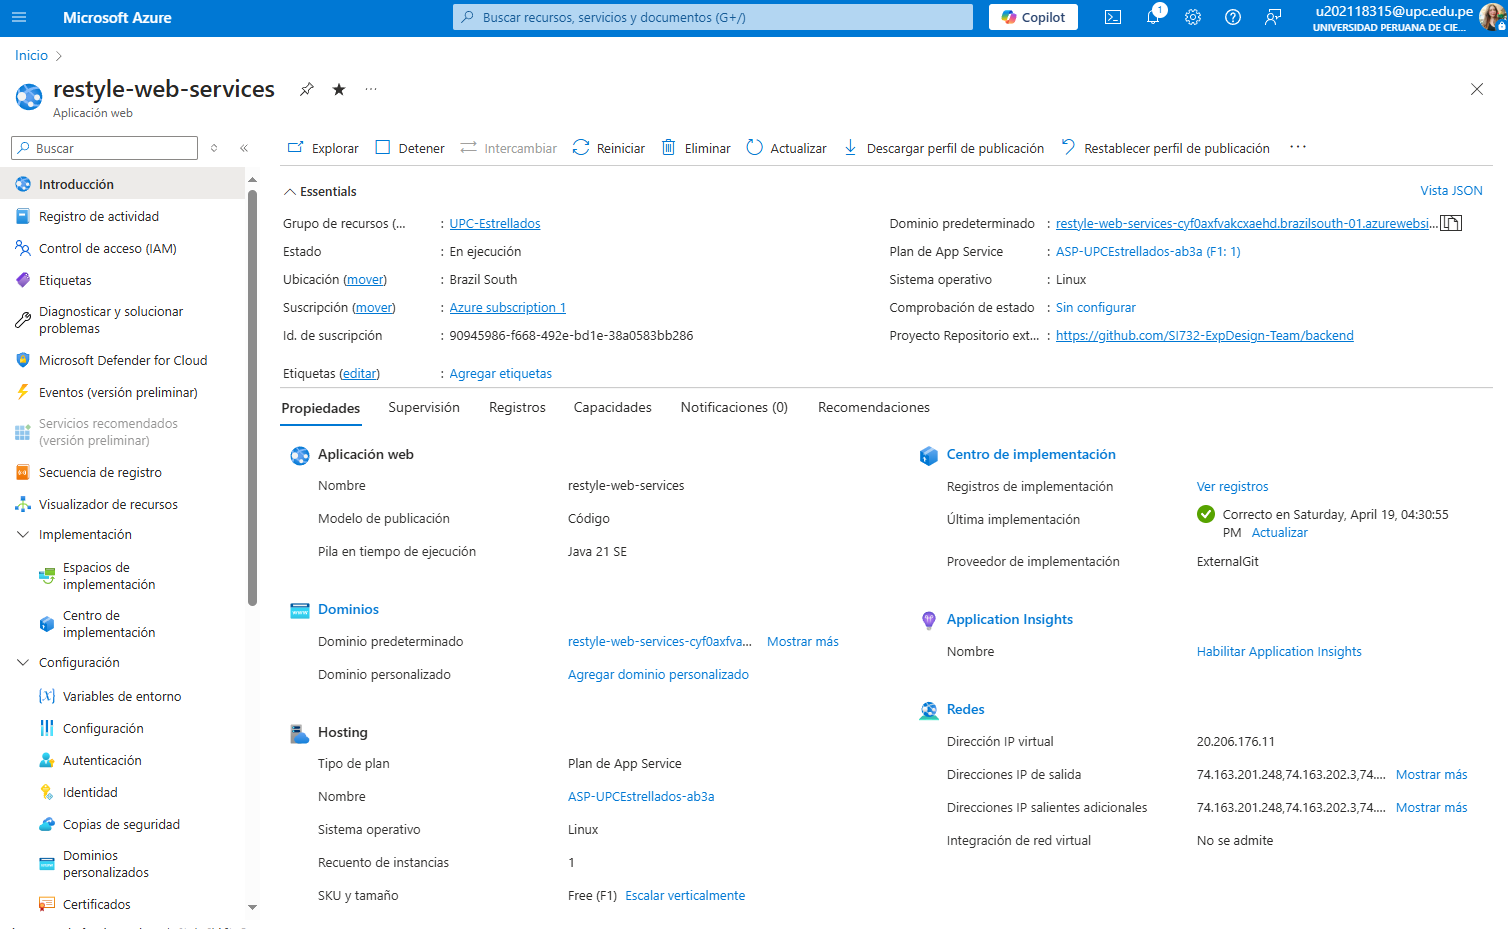 Microsoft Azure
Buscar recursos, servicios y documentos (G+/)
Copilot
1
u202118315@upc.edu.pe
UNIVERSIDAD PERUANA DE CIE...
Inicio
restyle-web-services
...
Aplicación web
Buscar
Introducción
Registro de actividad
Control de acceso (IAM)
Etiquetas
Diagnosticar y solucionar
problemas
Microsoft Defender for Cloud
Eventos (versión preliminar)
Servicios recomendados
(versión preliminar)
Secuencia de registro
Visualizador de recursos
Implementación
Espacios de
implementación
Centro de
implementación
Configuración
Variables de entorno
Configuración
Autenticación
Identidad
Copias de seguridad
Dominios
personalizados
Certificados
Explorar
Detener
Intercambiar
Reiniciar
Eliminar
Actualizar
Descargar perfil de publicación
Restablecer perfil de publicación
...
Essentials
Vista JSON
Grupo de recursos (... : UPC-Estrellados
Estado : En ejecución
Ubicación (mover) : Brazil South
Suscripción (mover) : Azure subscription 1
Id. de suscripción : 90945986-f668-492e-bd1e-38a0583bb286
Etiquetas (editar) : Agregar etiquetas
Dominio predeterminado : restyle-web-services-cyf0axfvakcxaehd.brazilsouth-01.azurewebsi...
Plan de App Service : ASP-UPCEstrellados-ab3a (F1: 1)
Sistema operativo : Linux
Comprobación de estado : Sin configurar
Proyecto Repositorio ext... : https://github.com/SI732-ExpDesign-Team/backend
Propiedades
Supervisión
Registros
Capacidades
Notificaciones (0)
Recomendaciones
Aplicación web
Nombre restyle-web-services
Modelo de publicación Código
Pila en tiempo de ejecución Java 21 SE
Dominios
Dominio predeterminado restyle-web-services-cyf0axfva... Mostrar más
Dominio personalizado Agregar dominio personalizado
Hosting
Tipo de plan Plan de App Service
Nombre ASP-UPCEstrellados-ab3a
Sistema operativo Linux
Recuento de instancias 1
SKU y tamaño Free (F1) Escalar verticalmente
Centro de implementación
Registros de implementación Ver registros
Última implementación Correcto en Saturday, April 19, 04:30:55
PM Actualizar
Proveedor de implementación ExternalGit
Application Insights
Nombre Habilitar Application Insights
Redes
Dirección IP virtual 20.206.176.11
Direcciones IP de salida 74.163.201.248,74.163.202.3,74.... Mostrar más
Direcciones IP salientes adicionales 74.163.201.248,74.163.202.3,74.... Mostrar más
Integración de red virtual No se admite